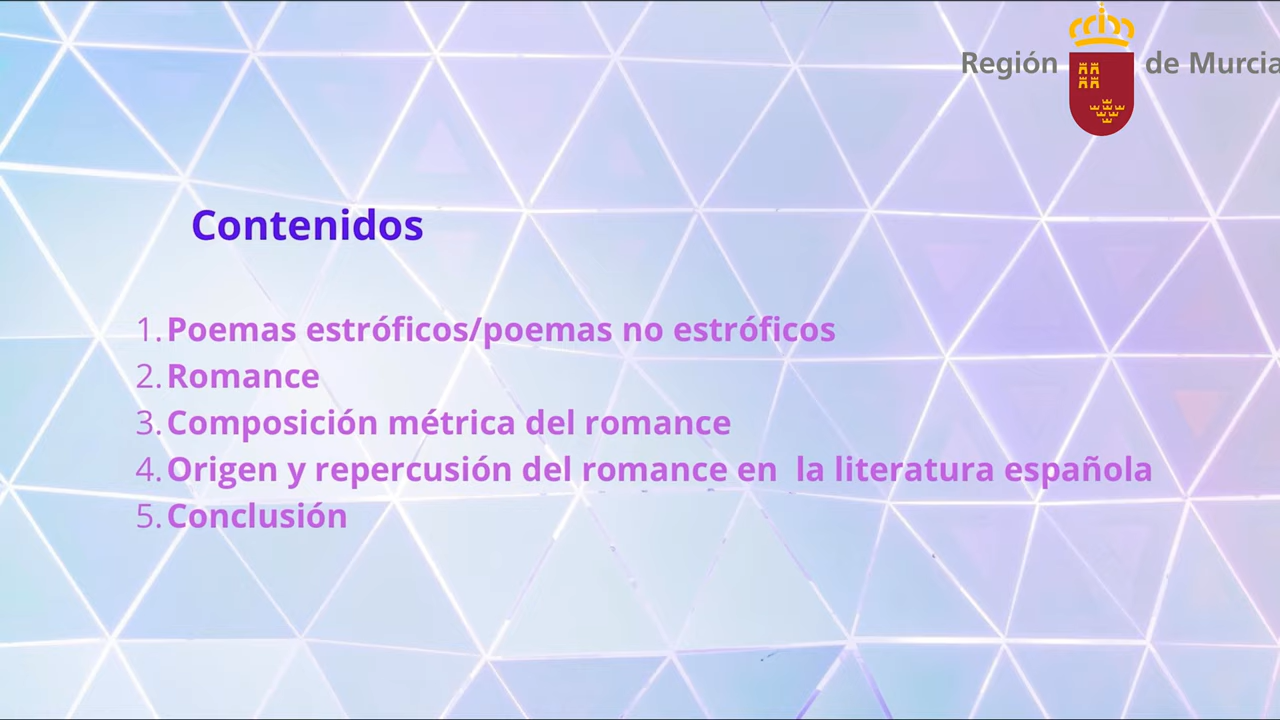 Región de Murcia
Contenidos
1. Poemas estróficos/poemas no estróficos
2. Romance
3. Composición métrica del romance
4. Origen y repercusión del romance en  la literatura española
5. Conclusión